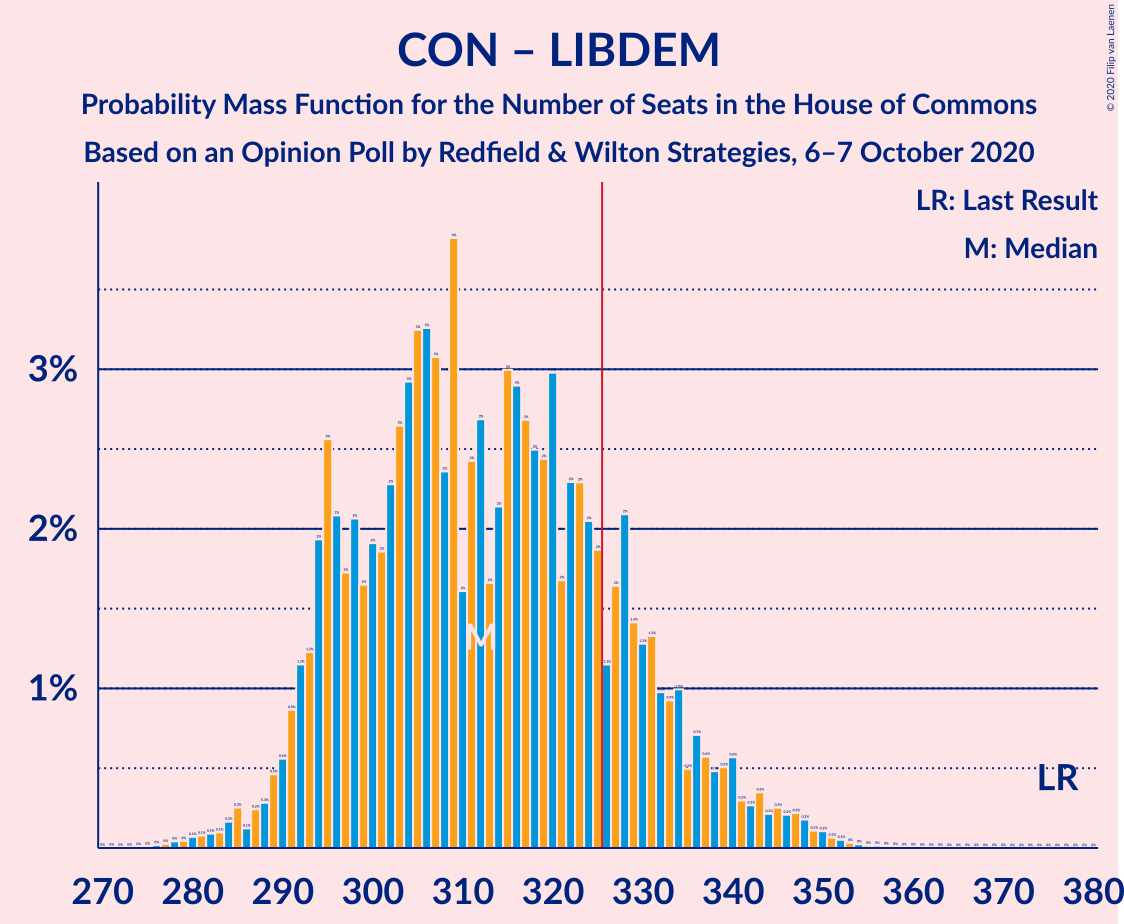 CON – LIBDEM
Probability Mass Function for the Number of Seats in the House of Commons
Based on an Opinion Poll by Redfield & Wilton Strategies, 6–7 October 2020
© 2020 Filip van Laenen
LR: Last Result
M: Median
3%
2%
1%
M
LR
270 280 290 300 310 320 330 340 350 360 370 380